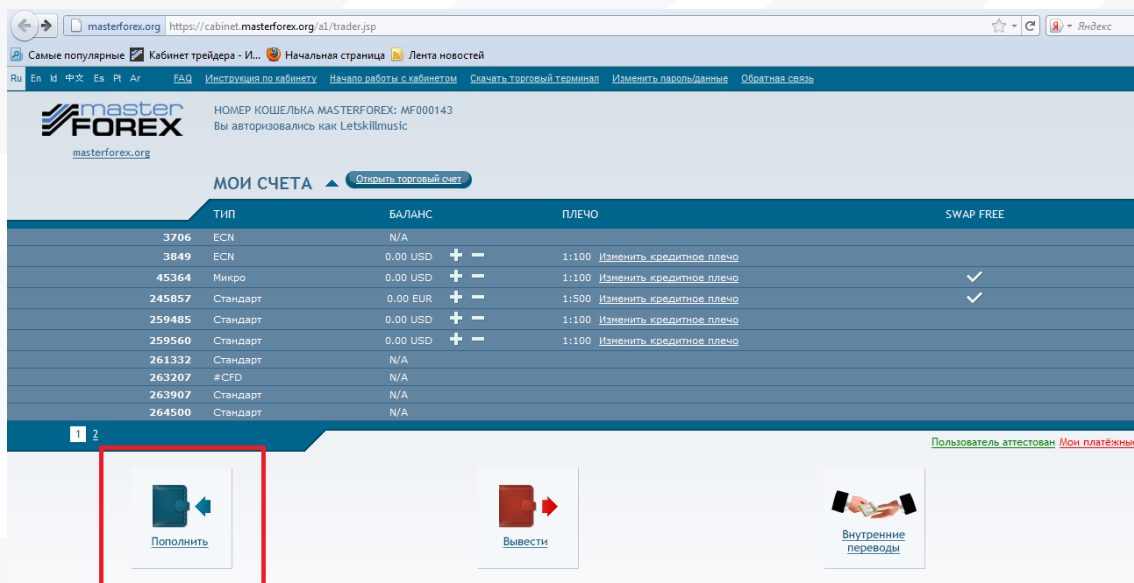 masterforex.org https://cabinet.masterforex.org/a1/trader.jsp Яндекс
Самые популярные Кабинет трейдера - И... Начальная страница Лента новостей
Ru En Id 中文 Es Pt Ar FAQ Инструкция по кабинету Начало работы с кабинетом Скачать торговый терминал Изменить пароль/данные Обратная связь
master FOREX
masterforex.org
НОМЕР КОШЕЛЬКА MASTERFOREX: MF000143
Вы авторизовались как Letskillmusic
МОИ СЧЕТА Открыть торговый счет
ТИП БАЛАНС ПЛЕЧО SWAP FREE
3706 ECN N/A
3849 ECN 0.00 USD + − 1:100 Изменить кредитное плечо
45364 Микро 0.00 USD + − 1:100 Изменить кредитное плечо
245857 Стандарт 0.00 EUR + − 1:500 Изменить кредитное плечо
259485 Стандарт 0.00 USD + − 1:100 Изменить кредитное плечо
259560 Стандарт 0.00 USD + − 1:100 Изменить кредитное плечо
261332 Стандарт N/A
263207 #CFD N/A
263907 Стандарт N/A
264500 Стандарт N/A
1 2
Пользователь аттестован Мои платёжные
Пополнить
Вывести
Внутренние
переводы